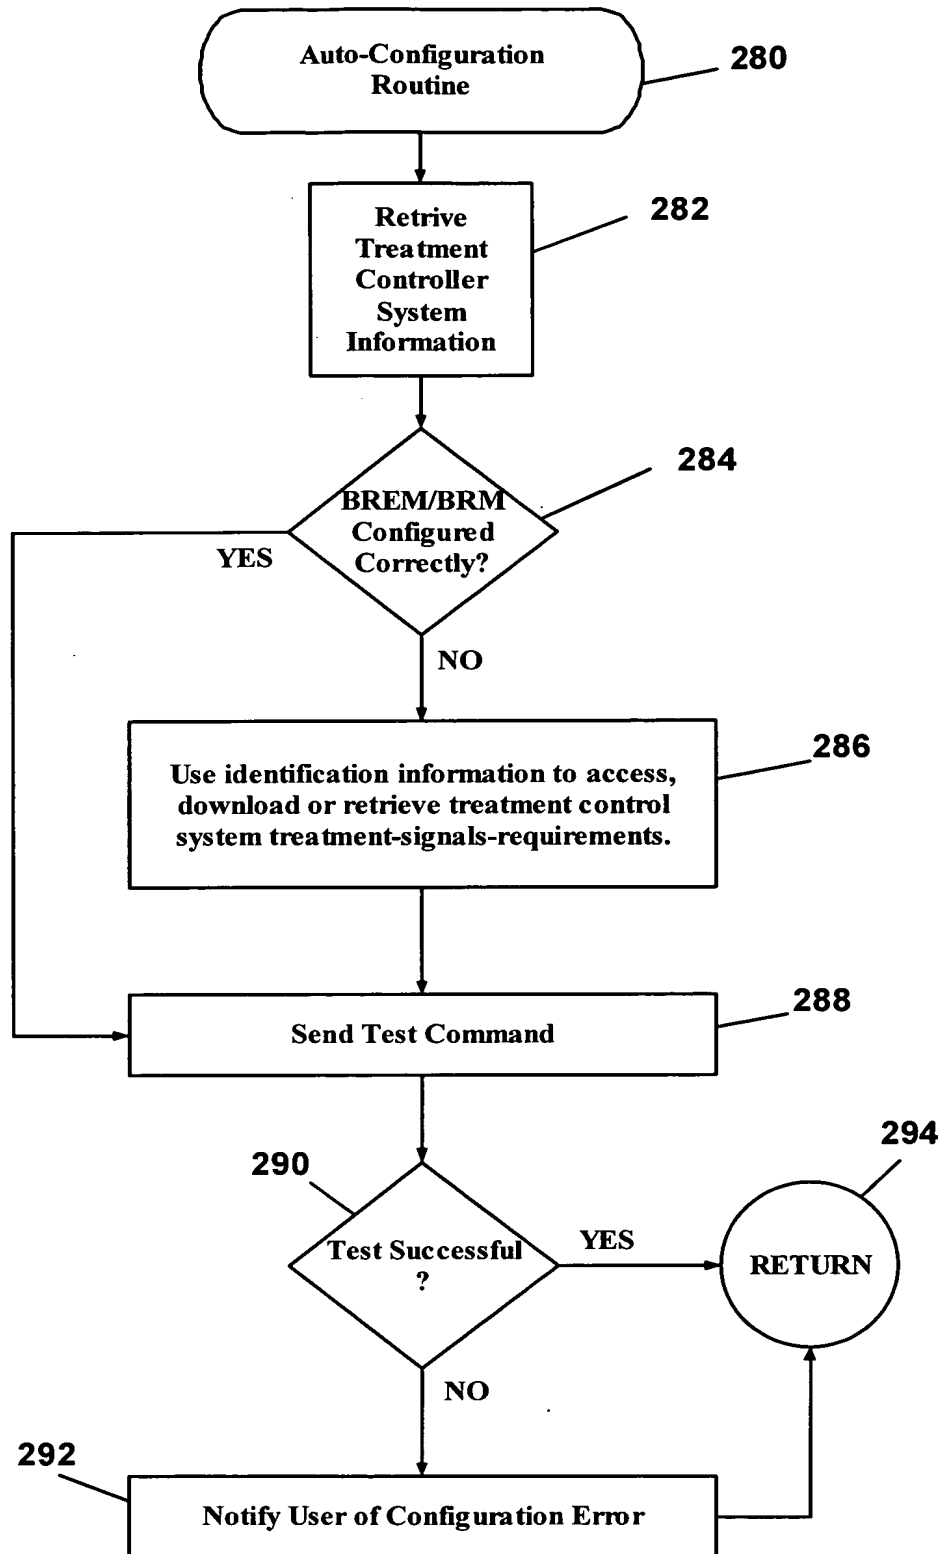 Auto-Configuration
Routine
280
Retrive
Treatment
Controller
System
Information
282
BREM/BRM
Configured
Correctly?
284
YES
NO
Use identification information to access,
download or retrieve treatment control
system treatment-signals-requirements.
286
Send Test Command
288
290
Test Successful
?
YES
294
RETURN
NO
292
Notify User of Configuration Error